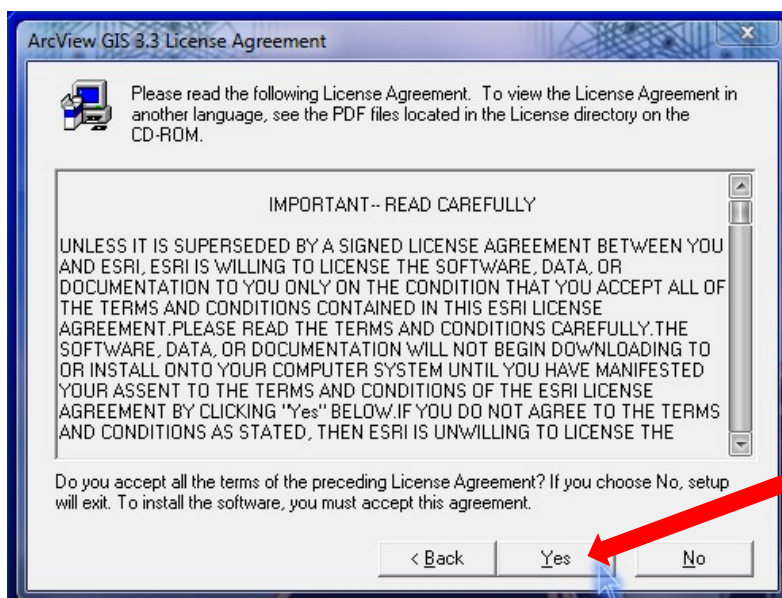 ArcView GIS 3.3 License Agreement
Please read the following License Agreement.  To view the License Agreement in
another language, see the PDF files located in the License directory on the
CD-ROM.
IMPORTANT-- READ CAREFULLY
UNLESS IT IS SUPERSEDED BY A SIGNED LICENSE AGREEMENT BETWEEN YOU
AND ESRI, ESRI IS WILLING TO LICENSE THE SOFTWARE, DATA, OR
DOCUMENTATION TO YOU ONLY ON THE CONDITION THAT YOU ACCEPT ALL OF
THE TERMS AND CONDITIONS CONTAINED IN THIS ESRI LICENSE
AGREEMENT.PLEASE READ THE TERMS AND CONDITIONS CAREFULLY.THE
SOFTWARE, DATA, OR DOCUMENTATION WILL NOT BEGIN DOWNLOADING TO
OR INSTALL ONTO YOUR COMPUTER SYSTEM UNTIL YOU HAVE MANIFESTED
YOUR ASSENT TO THE TERMS AND CONDITIONS OF THE ESRI LICENSE
AGREEMENT BY CLICKING "Yes" BELOW.IF YOU DO NOT AGREE TO THE TERMS
AND CONDITIONS AS STATED, THEN ESRI IS UNWILLING TO LICENSE THE
Do you accept all the terms of the preceding License Agreement? If you choose No, setup
will exit. To install the software, you must accept this agreement.
< Back Yes No